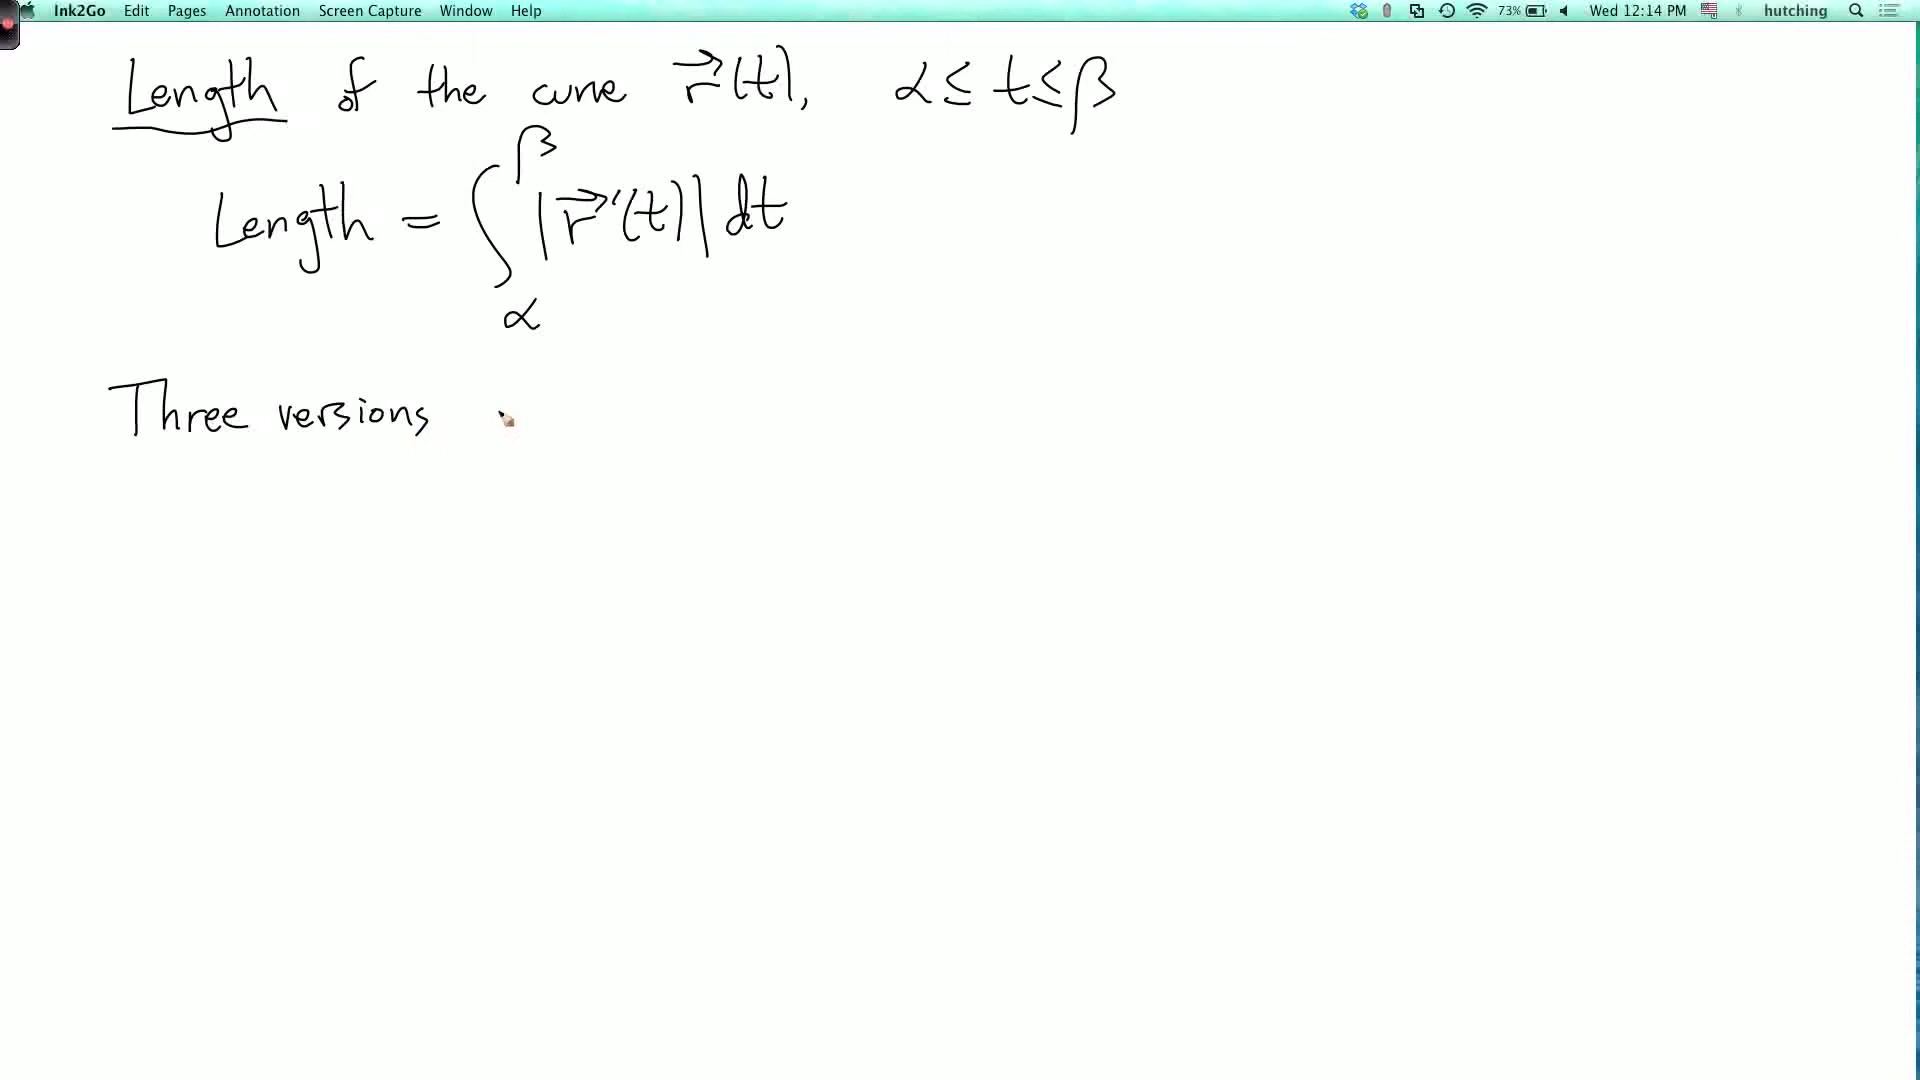 Ink2Go Edit Pages Annotation Screen Capture Window Help 73% Wed 12:14 PM hutching
Length of the curve r⃗(t), α ≤ t ≤ β
Length = ∫_α^β |r⃗'(t)| dt
Three versions